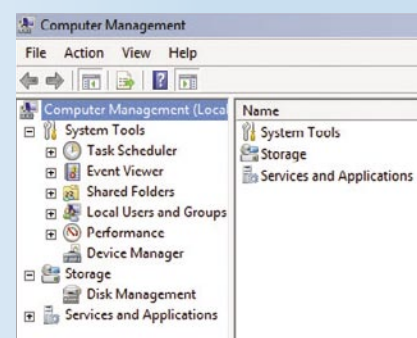 Computer Management
File Action View Help
Computer Management (Local
System Tools
Task Scheduler
Event Viewer
Shared Folders
Local Users and Groups
Performance
Device Manager
Storage
Disk Management
Services and Applications
Name
System Tools
Storage
Services and Applications